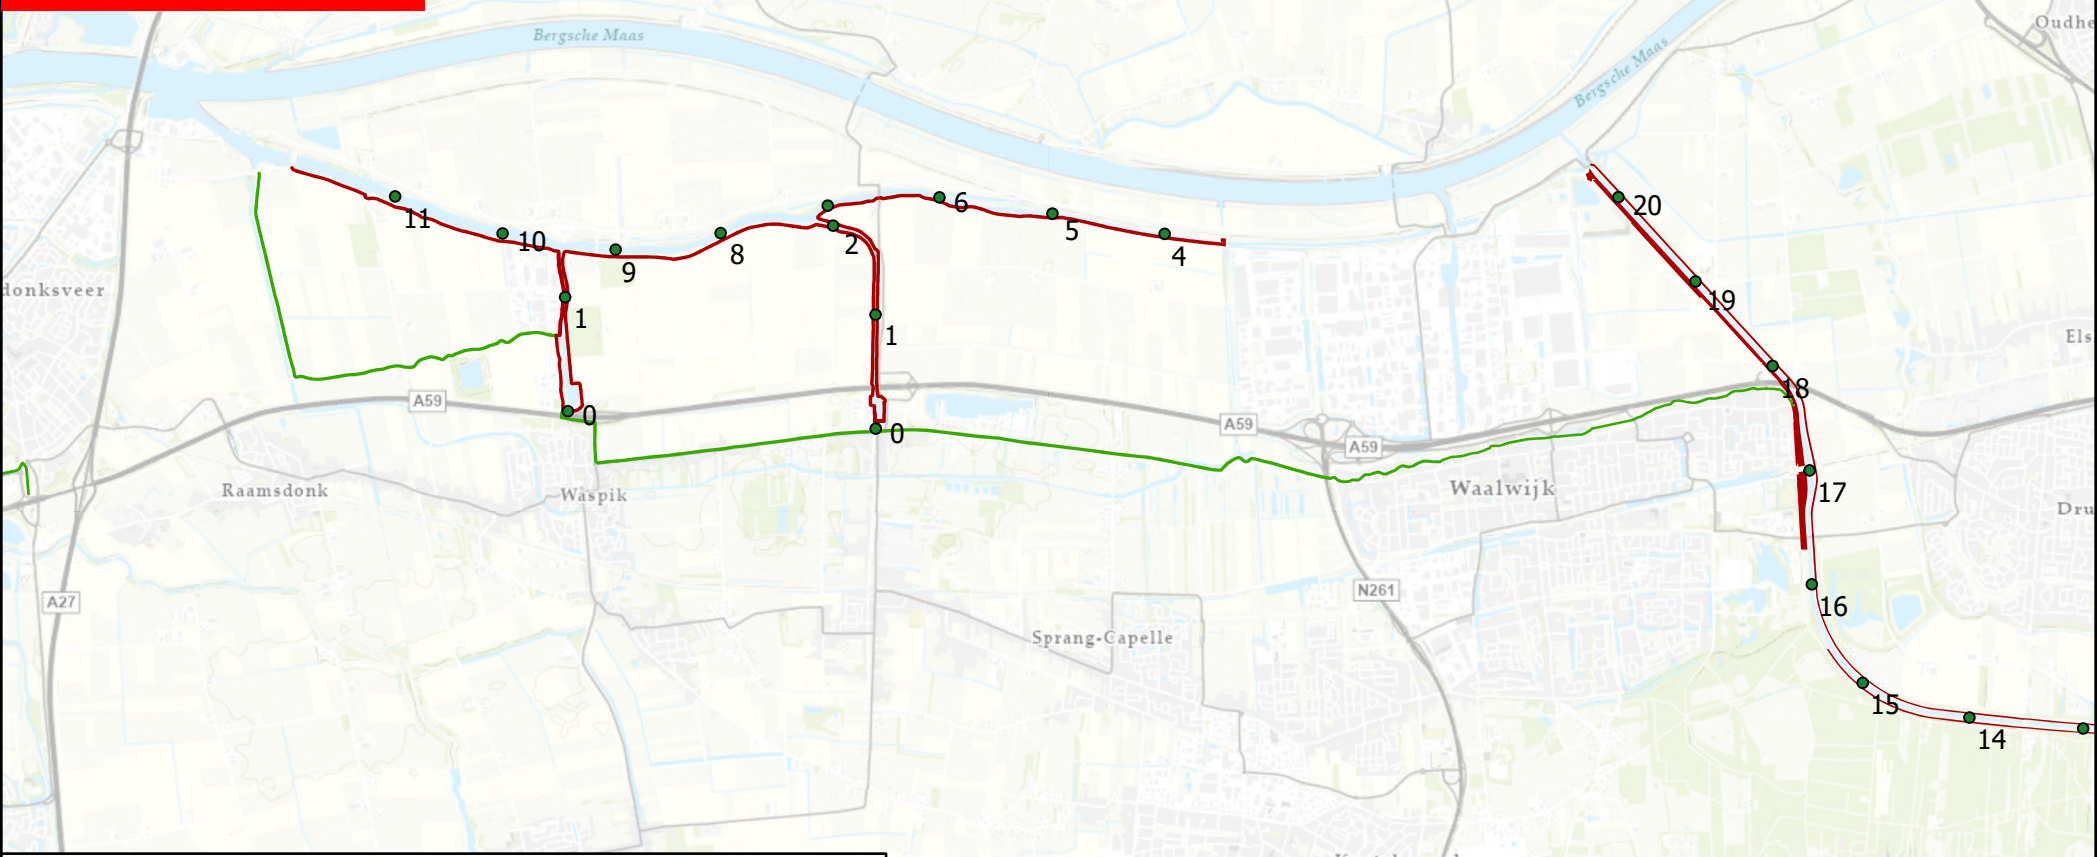 Bergsche Maas
Bergsche Maas
Oudhe
11
10
9
8
2
6
5
4
20
19
18
17
16
15
14
1
1
0
0
donksveer
A59
A59
A59
Els
Raamsdonk
Waspik
Waalwijk
Dru
A27
N261
Sprang-Capelle